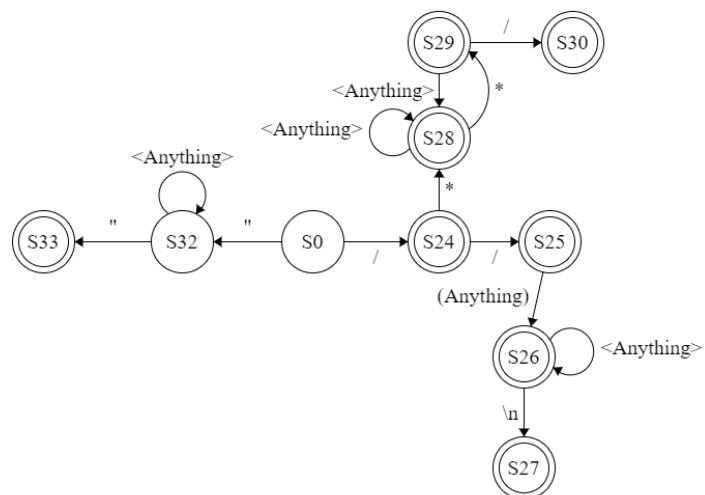 S29
/
S30
<Anything>
*
<Anything>
S28
<Anything>
*
S33
"
S32
"
S0
/
S24
/
S25
(Anything)
S26
<Anything>
\n
S27